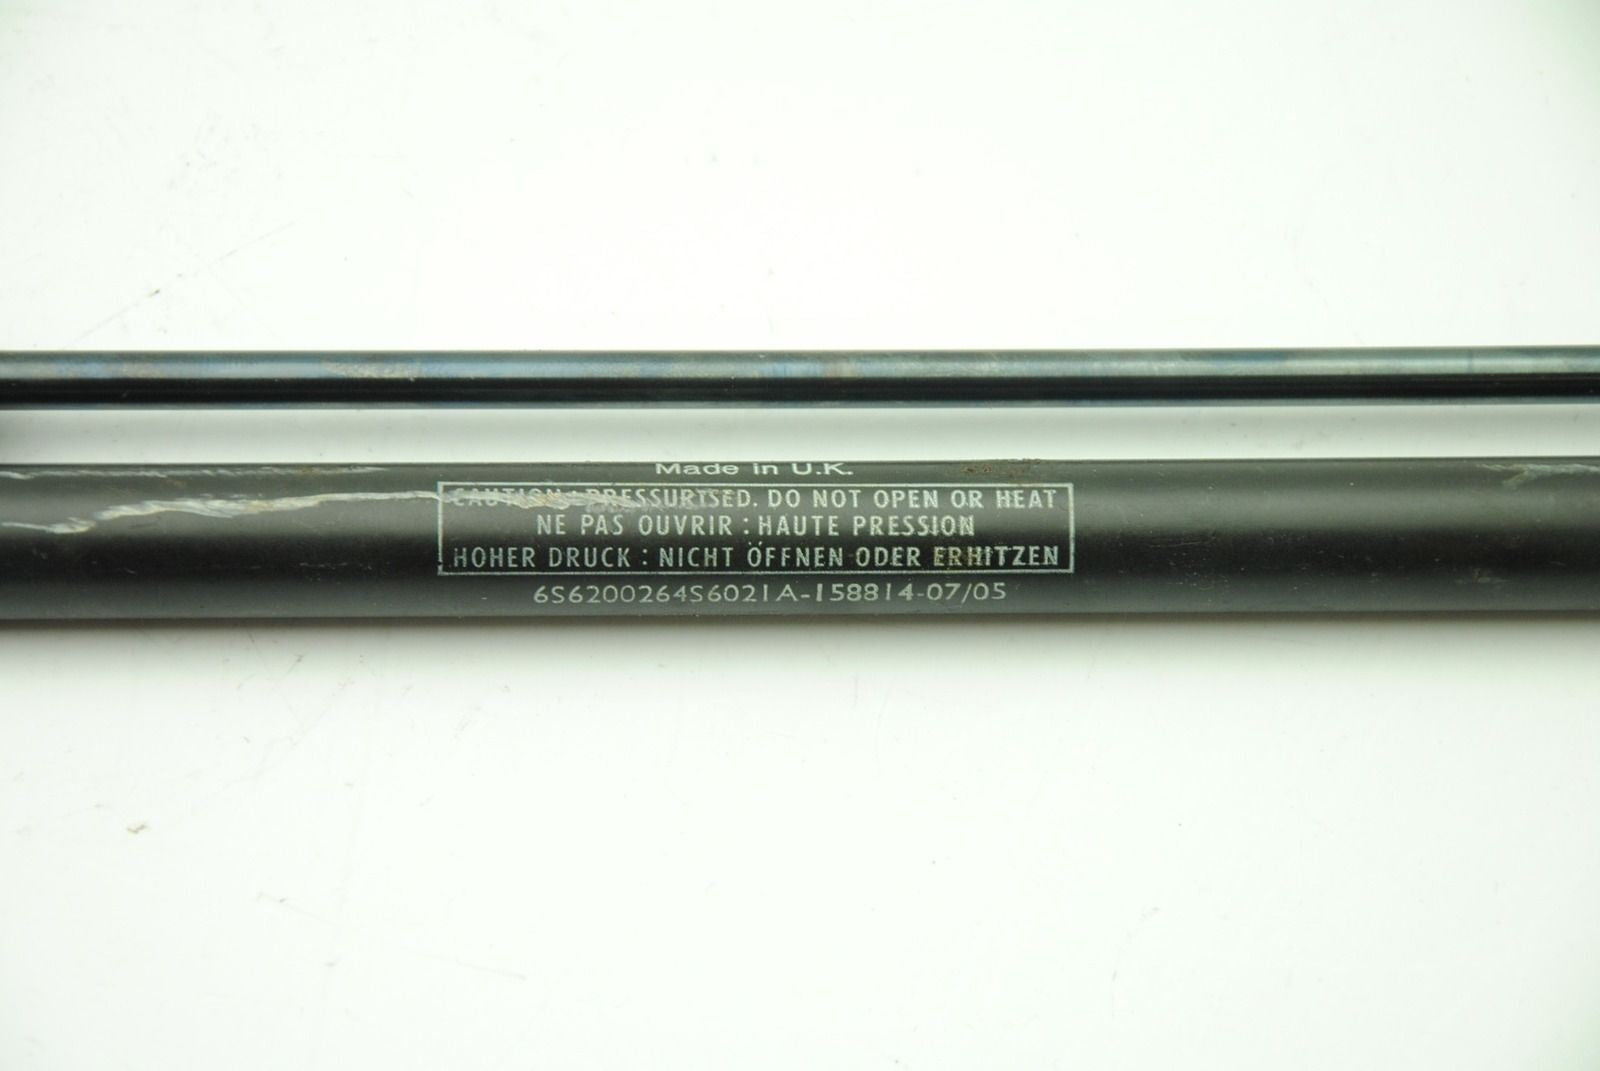 Made in U.K.
CAUTION : PRESSURISED. DO NOT OPEN OR HEAT
NE PAS OUVRIR : HAUTE PRESSION
HOHER DRUCK : NICHT ÖFFNEN ODER ERHITZEN
6S6200264S6021A-158814-07/05